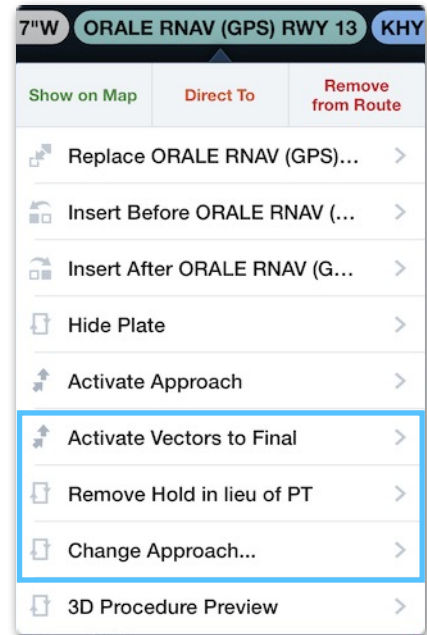 7"W ORALE RNAV (GPS) RWY 13 KHY
Show on Map Direct To Remove from Route
Replace ORALE RNAV (GPS)...
Insert Before ORALE RNAV (...
Insert After ORALE RNAV (G...
Hide Plate
Activate Approach
Activate Vectors to Final
Remove Hold in lieu of PT
Change Approach...
3D Procedure Preview